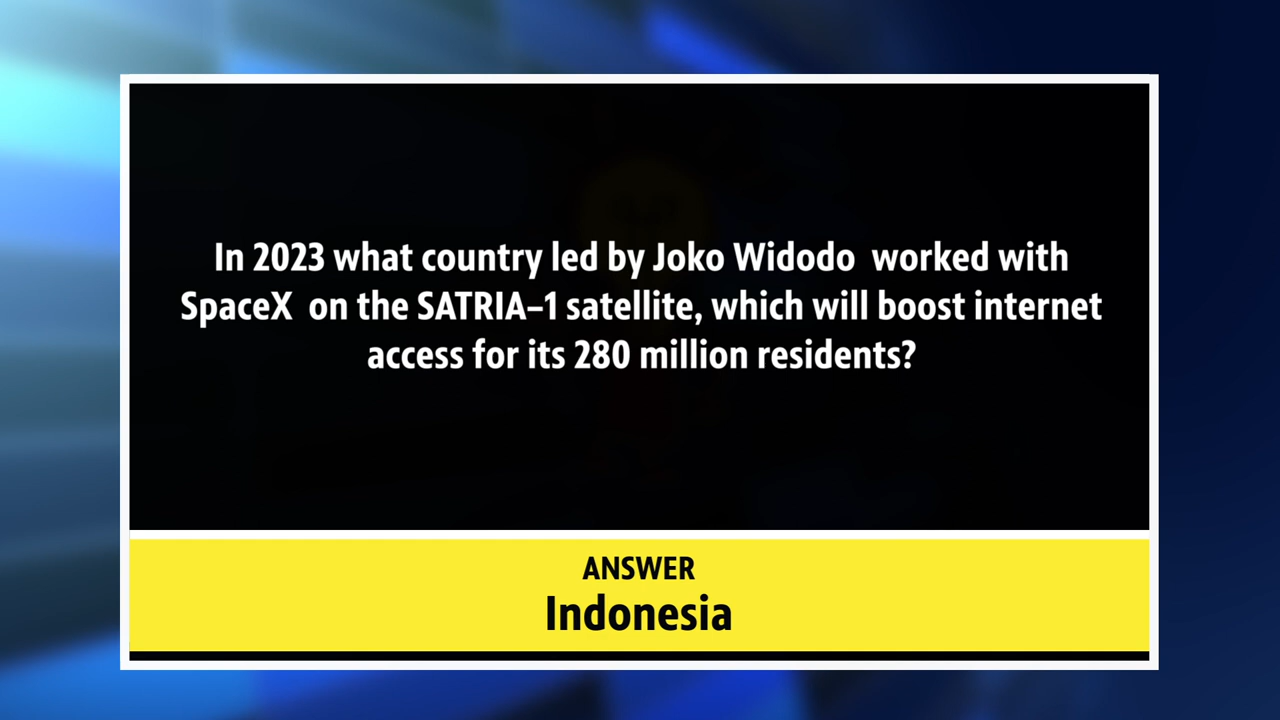 In 2023 what country led by Joko Widodo  worked with
SpaceX  on the SATRIA–1 satellite, which will boost internet
access for its 280 million residents?
ANSWER
Indonesia